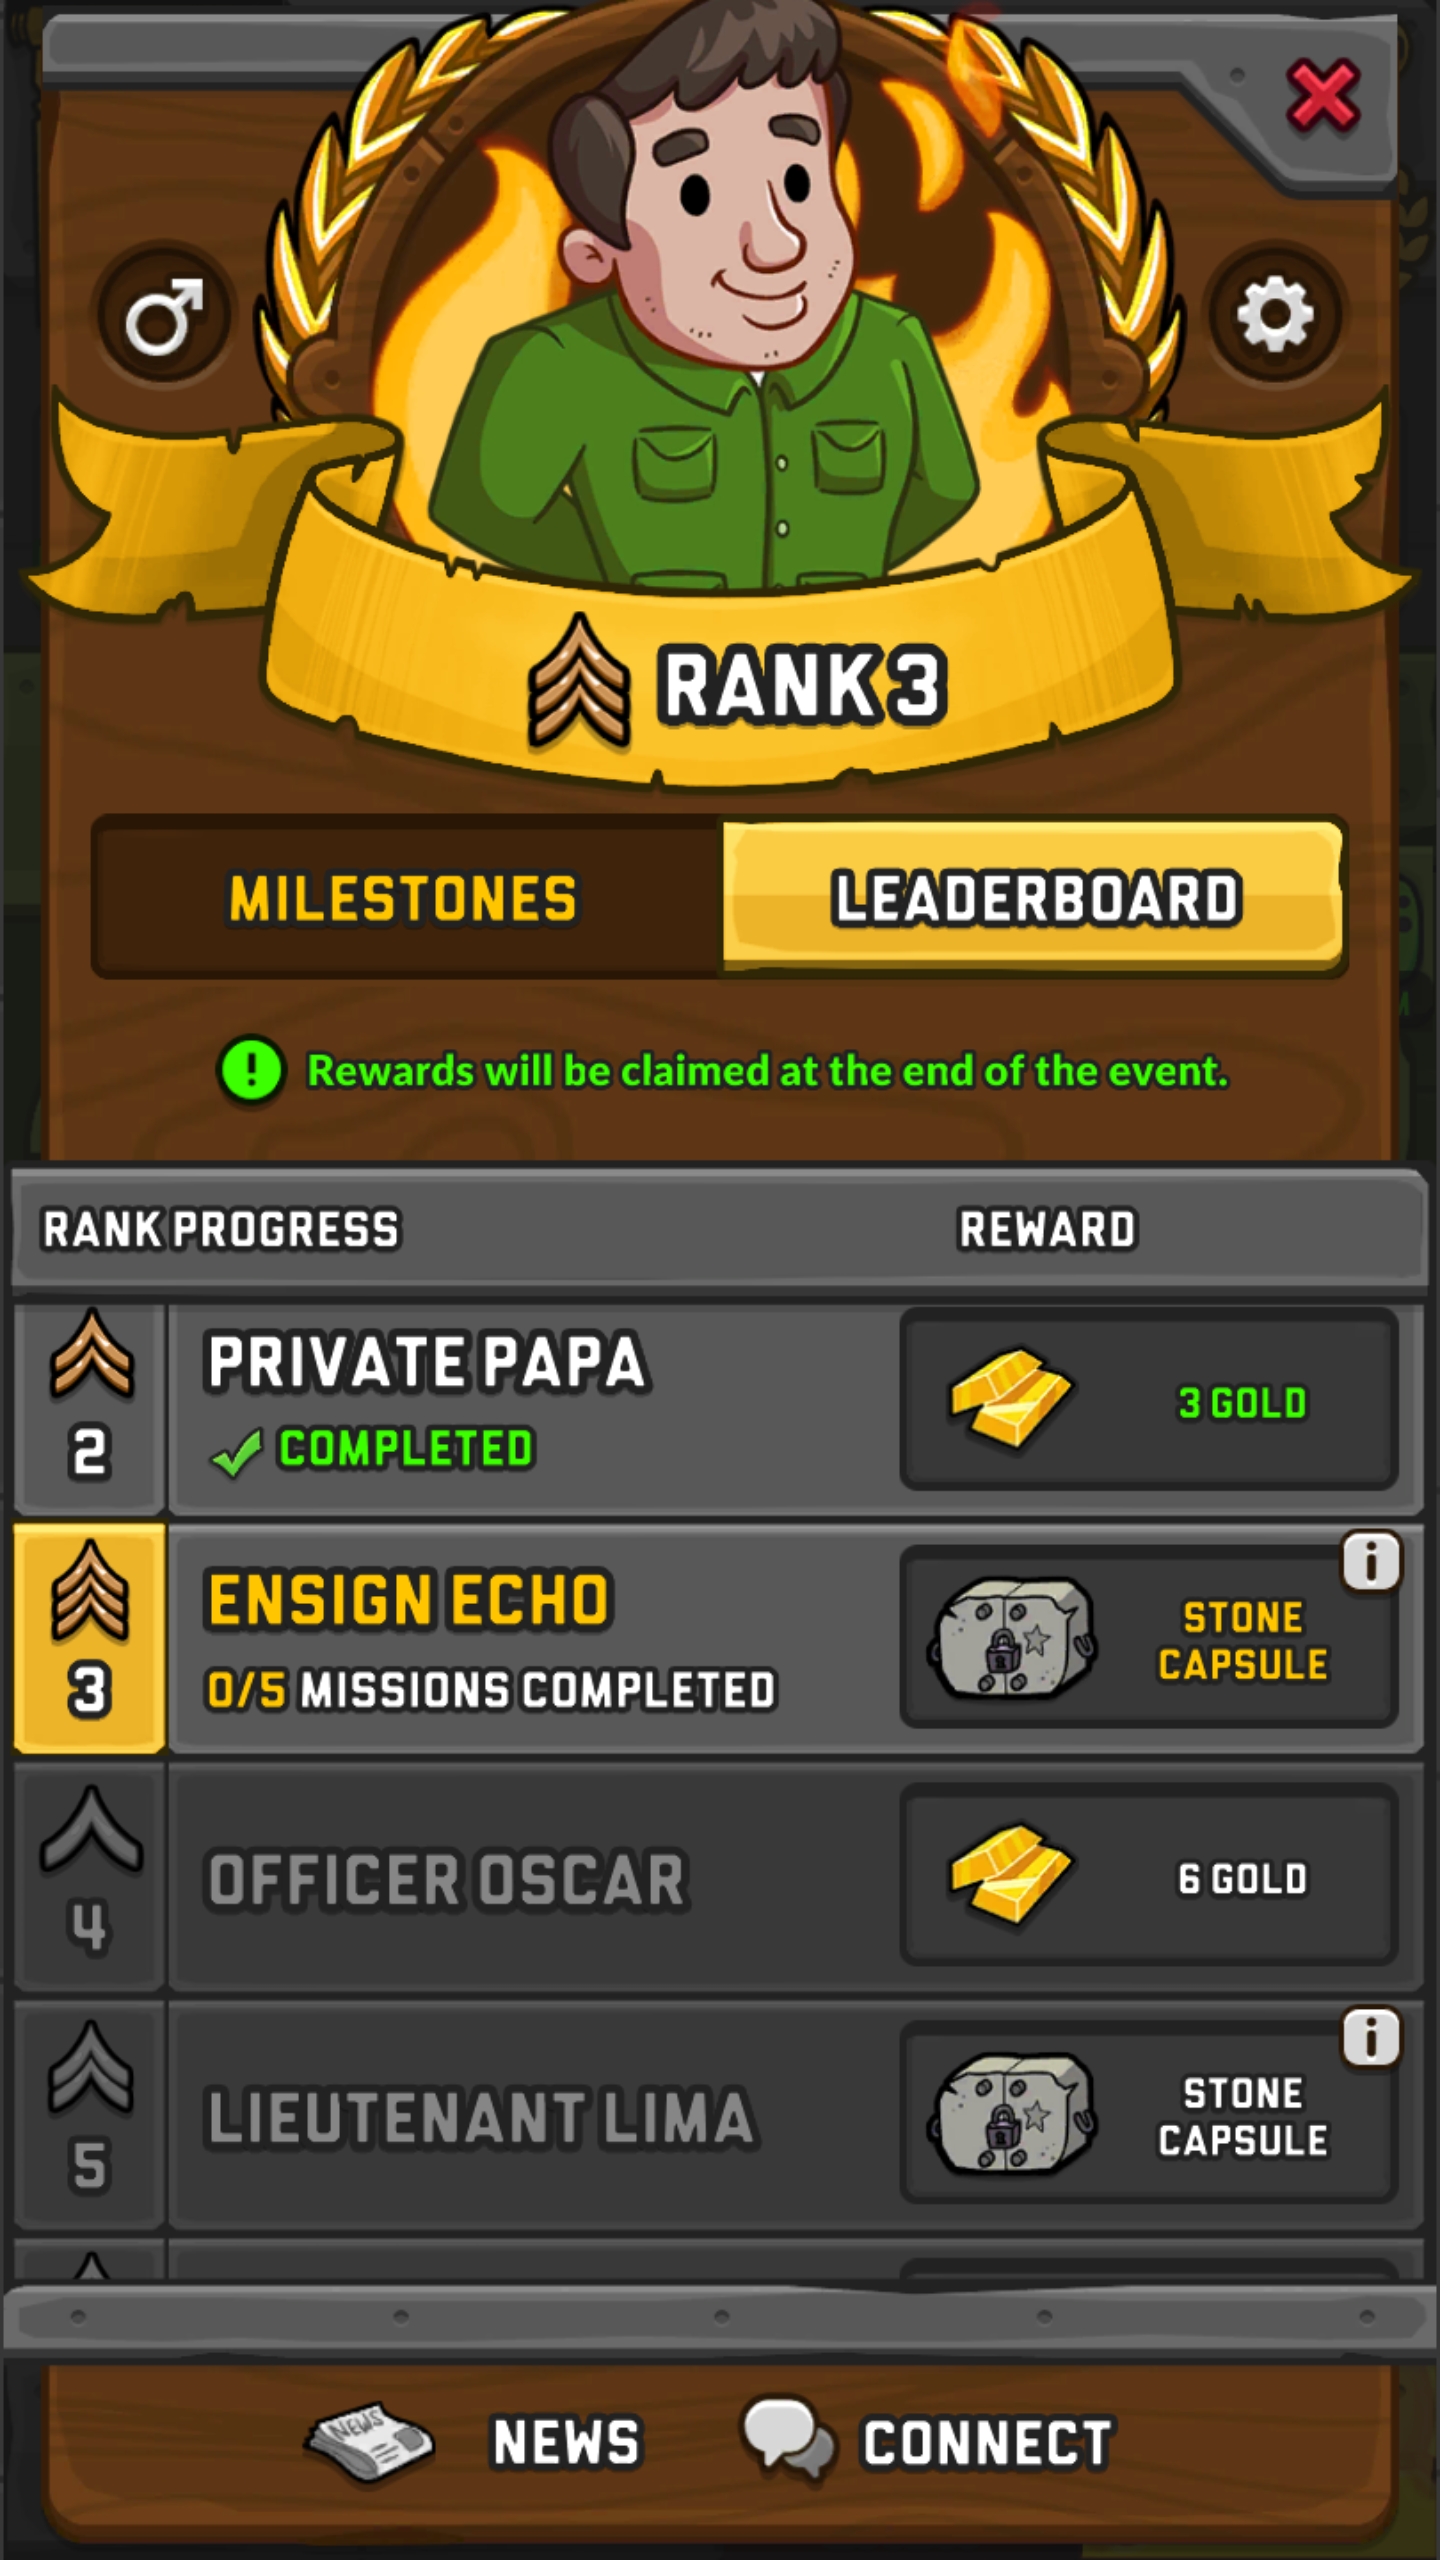 RANK 3
MILESTONES
LEADERBOARD
Rewards will be claimed at the end of the event.
RANK PROGRESS
REWARD
2
PRIVATE PAPA
COMPLETED
3 GOLD
3
ENSIGN ECHO
0/5 MISSIONS COMPLETED
STONE
CAPSULE
i
4
OFFICER OSCAR
6 GOLD
5
LIEUTENANT LIMA
STONE
CAPSULE
i
NEWS
NEWS
CONNECT